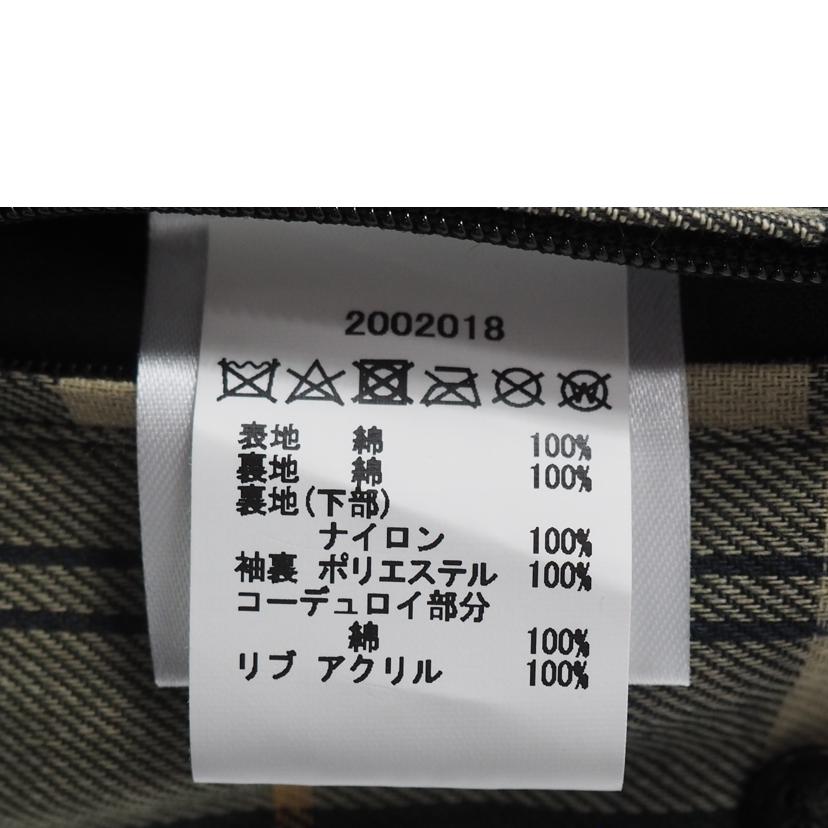 2002018
表地 綿 100%
裏地 綿 100%
裏地(下部)
ナイロン 100%
袖裏 ポリエステル 100%
コーデュロイ部分
綿 100%
リブ アクリル 100%